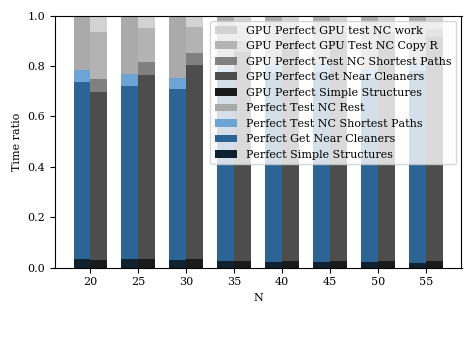 1.0
0.8
0.6
0.4
0.2
0.0
Time ratio
GPU Perfect GPU test NC work
GPU Perfect GPU Test NC Copy R
GPU Perfect Test NC Shortest Paths
GPU Perfect Get Near Cleaners
GPU Perfect Simple Structures
Perfect Test NC Rest
Perfect Test NC Shortest Paths
Perfect Get Near Cleaners
Perfect Simple Structures
20 25 30 35 40 45 50 55
N